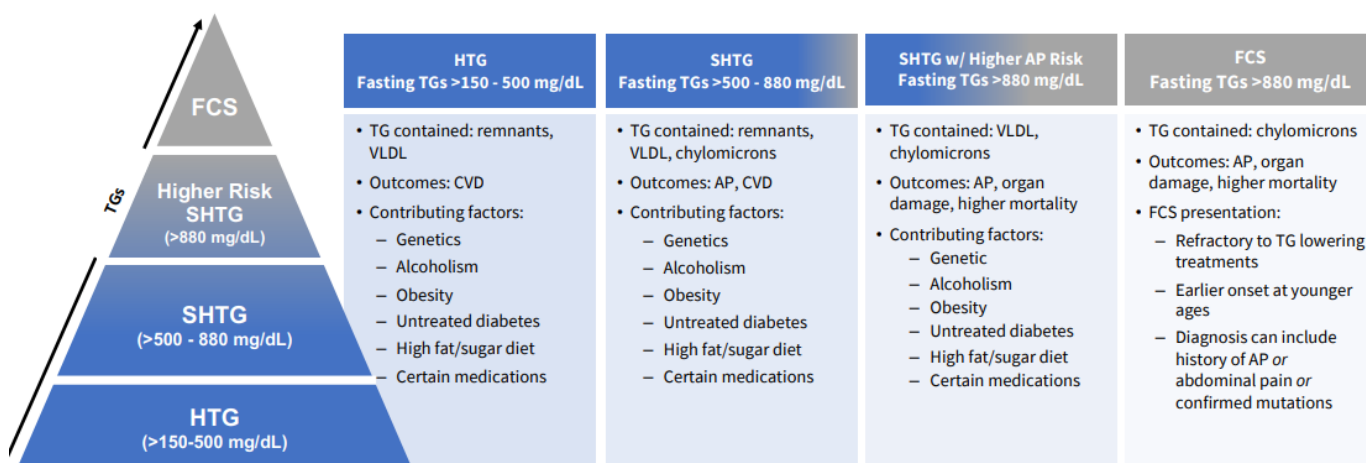 TGs
FCS
Higher Risk
SHTG
(>880 mg/dL)
SHTG
(>500 - 880 mg/dL)
HTG
(>150-500 mg/dL)
HTG
Fasting TGs >150 - 500 mg/dL
• TG contained: remnants,
VLDL
• Outcomes: CVD
• Contributing factors:
– Genetics
– Alcoholism
– Obesity
– Untreated diabetes
– High fat/sugar diet
– Certain medications
SHTG
Fasting TGs >500 - 880 mg/dL
• TG contained: remnants,
VLDL, chylomicrons
• Outcomes: AP, CVD
• Contributing factors:
– Genetics
– Alcoholism
– Obesity
– Untreated diabetes
– High fat/sugar diet
– Certain medications
SHTG w/ Higher AP Risk
Fasting TGs >880 mg/dL
• TG contained: VLDL,
chylomicrons
• Outcomes: AP, organ
damage, higher mortality
• Contributing factors:
– Genetic
– Alcoholism
– Obesity
– Untreated diabetes
– High fat/sugar diet
– Certain medications
FCS
Fasting TGs >880 mg/dL
• TG contained: chylomicrons
• Outcomes: AP, organ
damage, higher mortality
• FCS presentation:
– Refractory to TG lowering
treatments
– Earlier onset at younger
ages
– Diagnosis can include
history of AP or
abdominal pain or
confirmed mutations